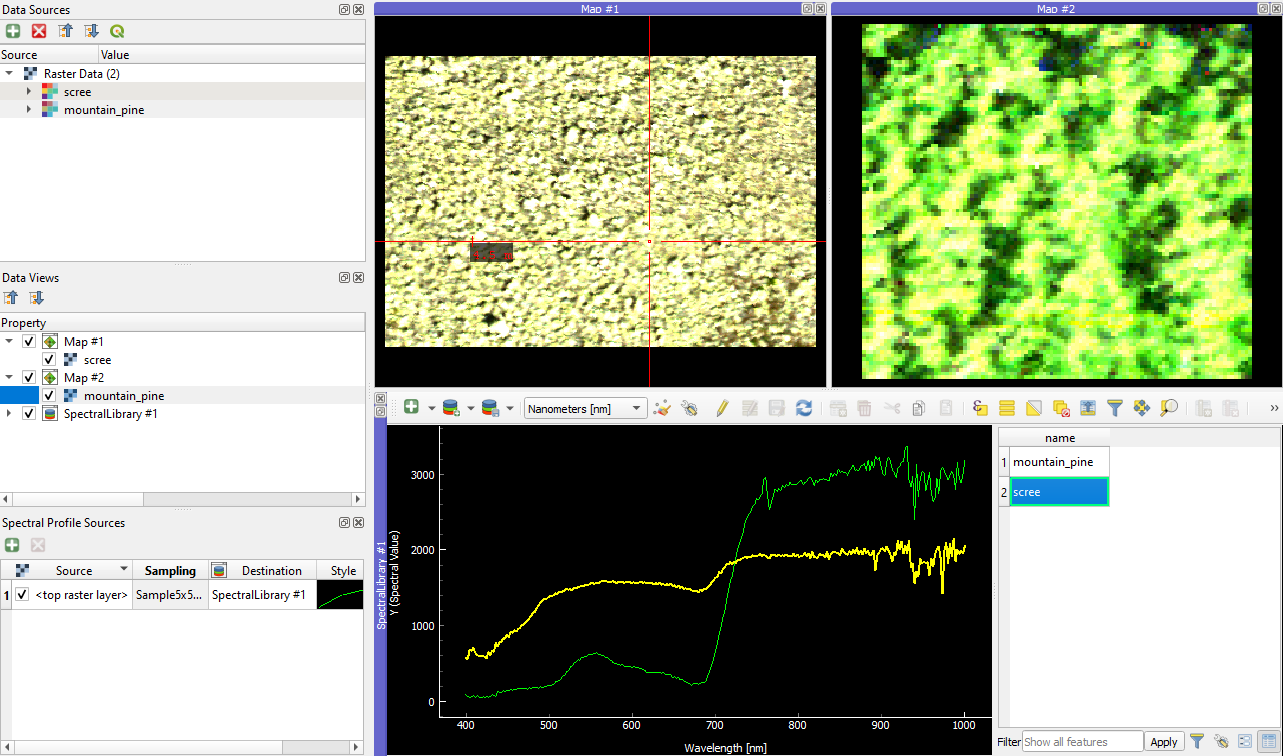 Data Sources
Source Value
Raster Data (2)
scree
mountain_pine
Data Views
Property
Map #1
scree
Map #2
mountain_pine
SpectralLibrary #1
Spectral Profile Sources
Source Sampling Destination Style
1 <top raster layer> Sample5x5... SpectralLibrary #1
Map #1
Map #2
Nanometers [nm]
»
SpectralLibrary #1
Y (Spectral Value)
3000
2000
1000
0
400 500 600 700 800 900 1000
Wavelength [nm]
name
1 mountain_pine
2 scree
Filter Show all features Apply